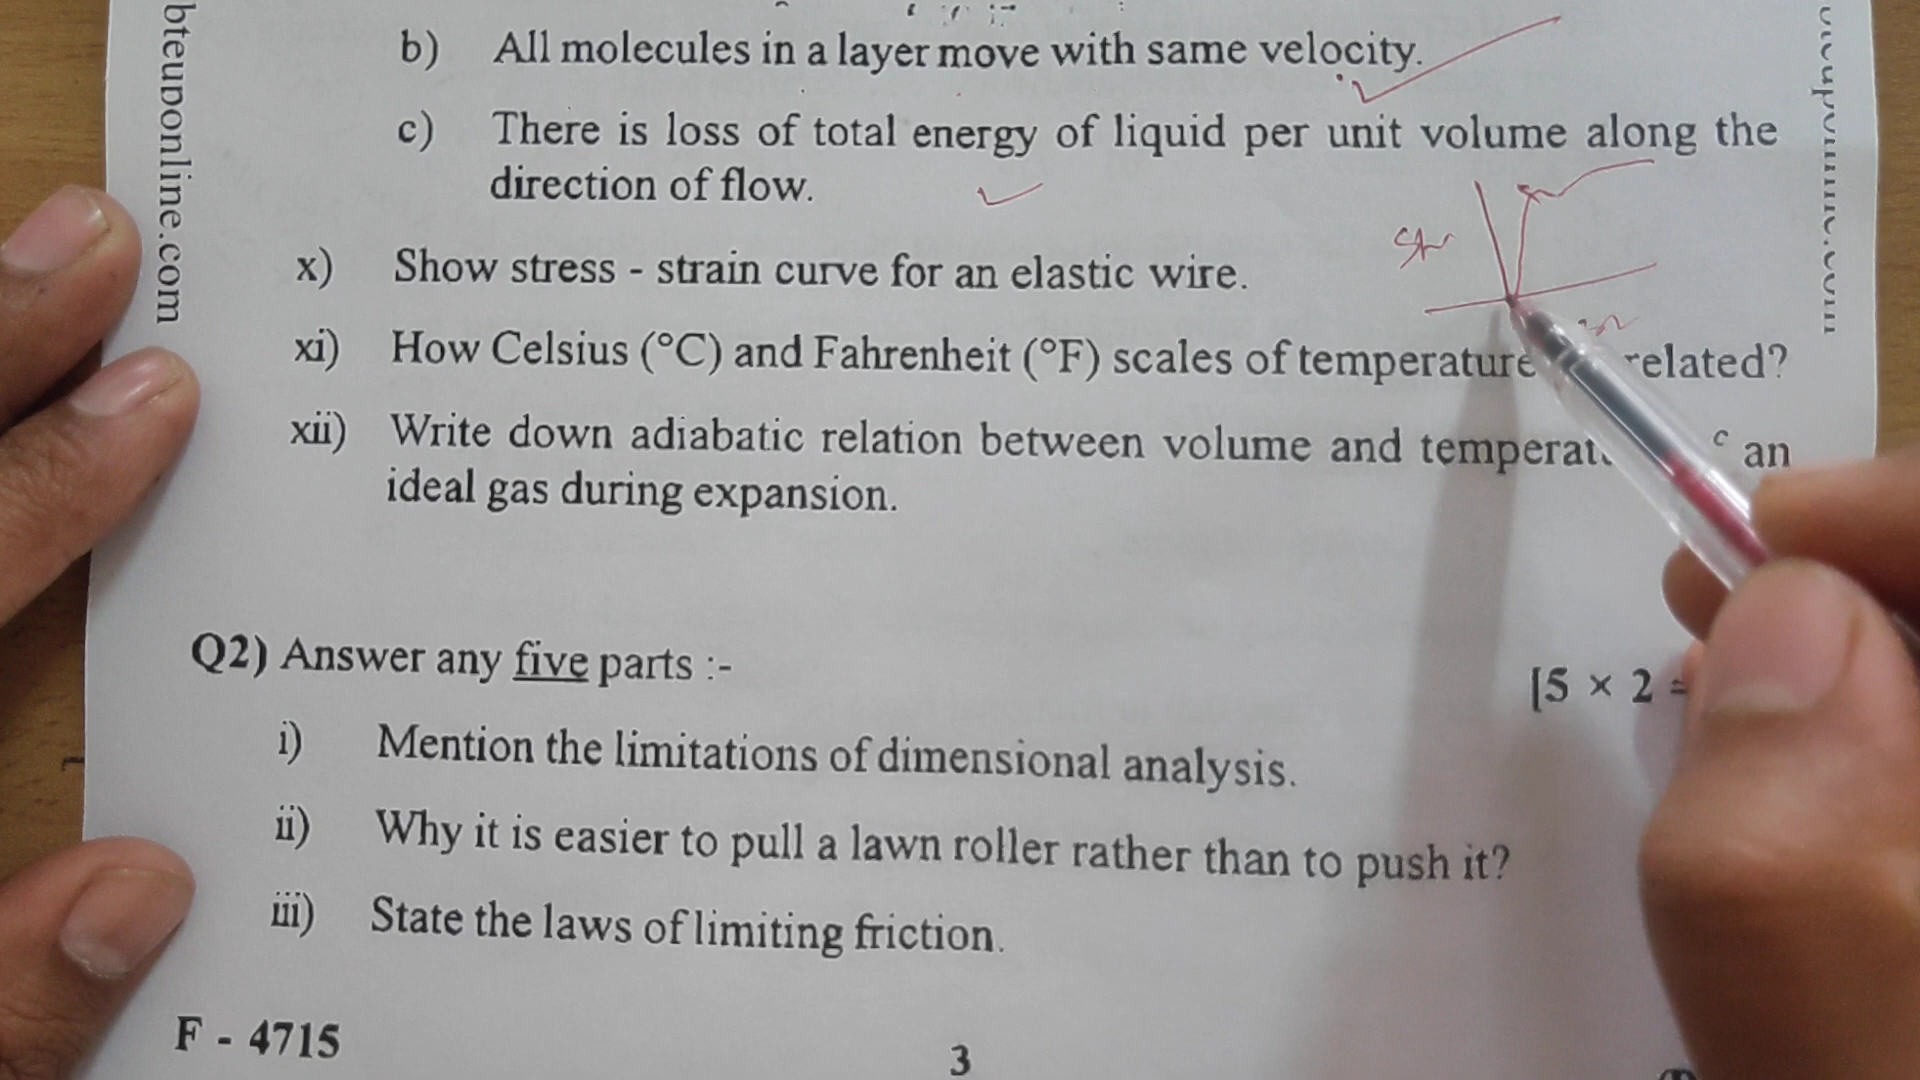 b) All molecules in a layer move with same velocity.
c) There is loss of total energy of liquid per unit volume along the
direction of flow.
x) Show stress - strain curve for an elastic wire.
xi) How Celsius (°C) and Fahrenheit (°F) scales of temperature related?
xii) Write down adiabatic relation between volume and an
ideal gas during expansion.
Q2) Answer any five parts :-
[5 × 2 =
i) Mention the limitations of dimensional analysis.
ii) Why it is easier to pull a lawn roller rather than to push it?
iii) State the laws of limiting friction.
F - 4715
3
bteuponline.com